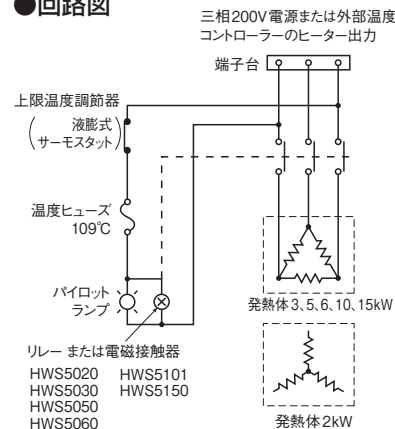 ●回路図
三相200V電源または外部温度
コントローラーのヒーター出力
端子台
上限温度調節器
液膨式
サーモスタット
温度ヒューズ
109℃
パイロット
ランプ
発熱体3、5、6、10、15kW
リレー または電磁接触器
HWS5020 HWS5101
HWS5030 HWS5150
HWS5050
HWS5060
発熱体2kW